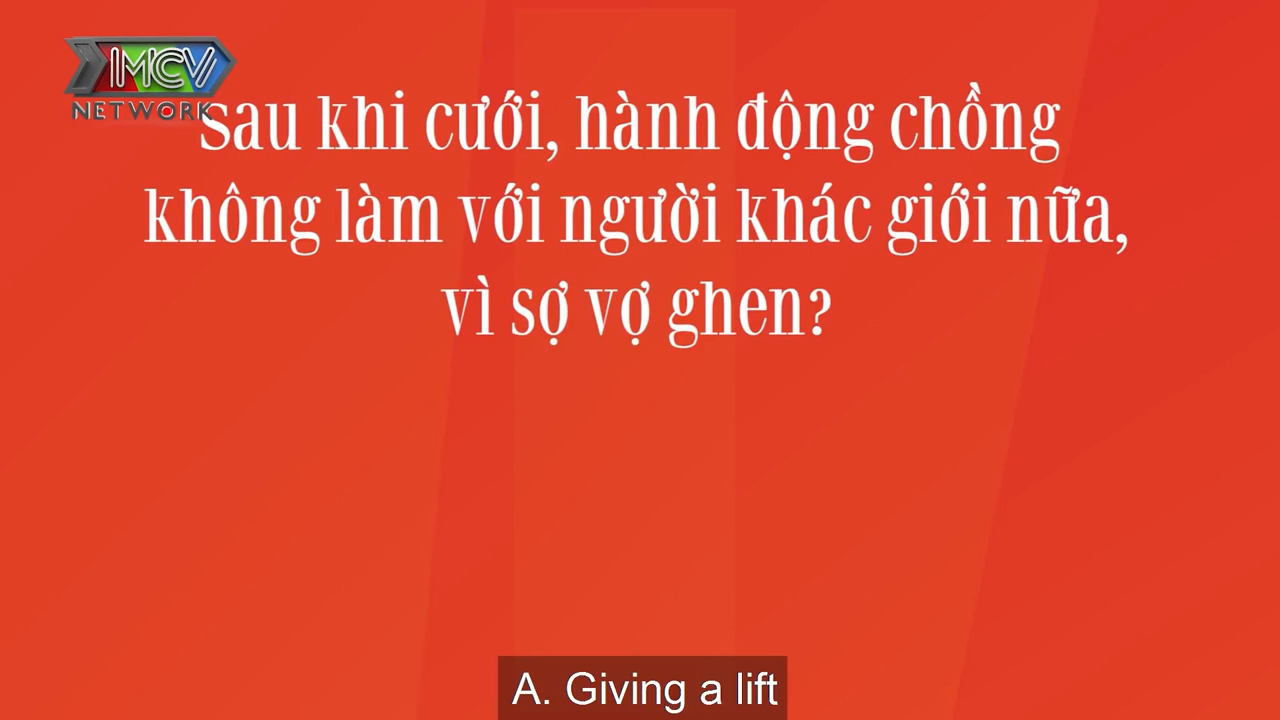 MCV
NETWORK
Sau khi cưới, hành động chồng
không làm với người khác giới nữa,
vì sợ vợ ghen?
A. Giving a lift